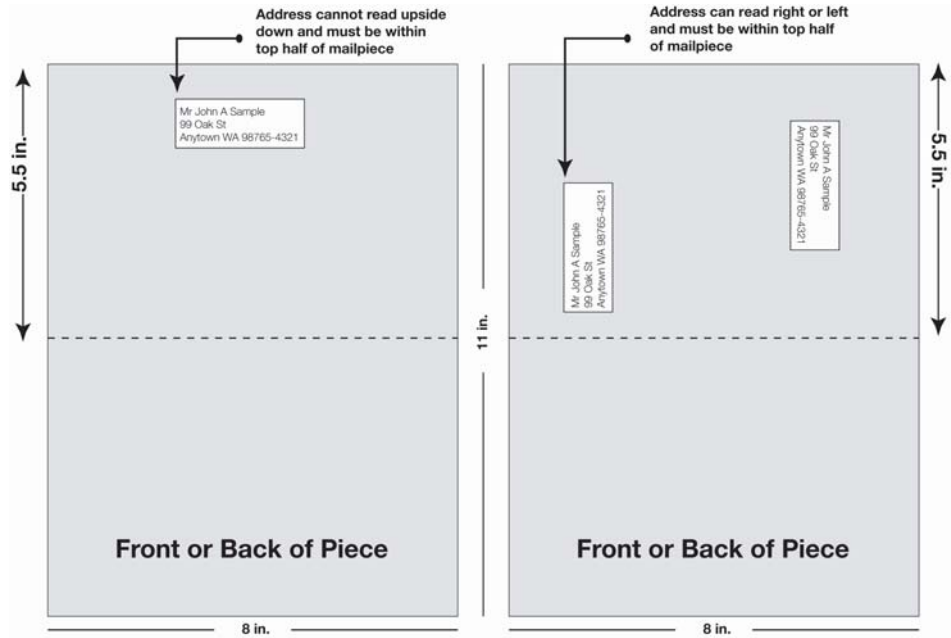 Address cannot read upside
down and must be within
top half of mailpiece
Address can read right or left
and must be within top half
of mailpiece
5.5 in.
Mr John A Sample
99 Oak St
Anytown WA 98765-4321
Front or Back of Piece
8 in.
11 in.
Mr John A Sample
99 Oak St
Anytown WA 98765-4321
Mr John A Sample
99 Oak St
Anytown WA 98765-4321
5.5 in.
Front or Back of Piece
8 in.